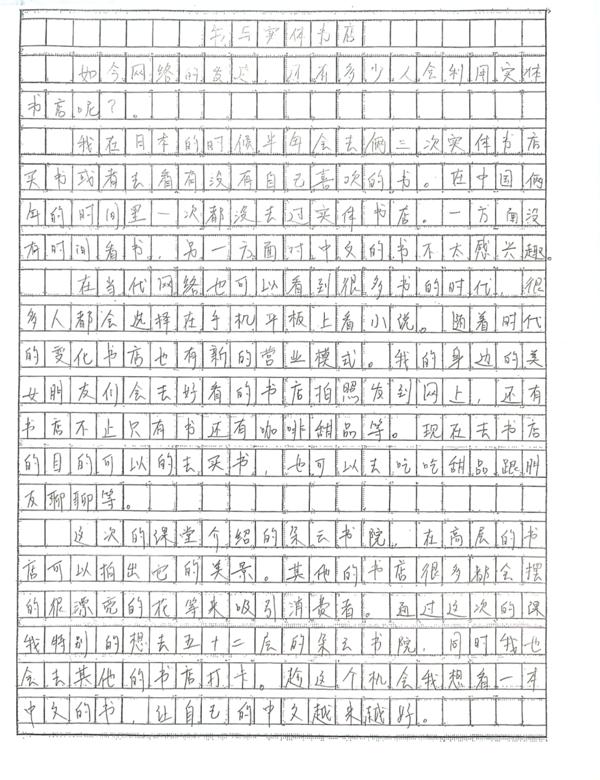 我与实体书店
如今网络的发达,还有多少人会利用实体
书店呢?。
我在日本的时候半年会去俩三次实体书店
买书或者去看有没有自己喜欢的书。在中国俩
年的时间里一次都没去过实体书店。一方面没
有时间看书,另一方面对中文的书不太感兴趣。
在当代网络也可以看到很多书的时代,很
多人都会选择在手机平板上看小说。随着时代
的变化书店也有新的营业模式。我的身边的美
女朋友们会去好看的书店拍照发到网上,还有
书店不止只有书还有咖啡甜品等。现在去书店
的目的可以的去买书,也可以去吃吃甜品跟朋
友聊聊等。
这次的课堂介绍的朵云书院,在高层的书
店可以拍出也的美景。其他的书店很多都会摆
的很漂亮的花等来吸引消费者。通过这次的课
我特别的想去五十二层的朵云书院,同时我也
会去其他的书店打卡。趁这个机会我想看一本
中文的书,让自己的中文越来越好。